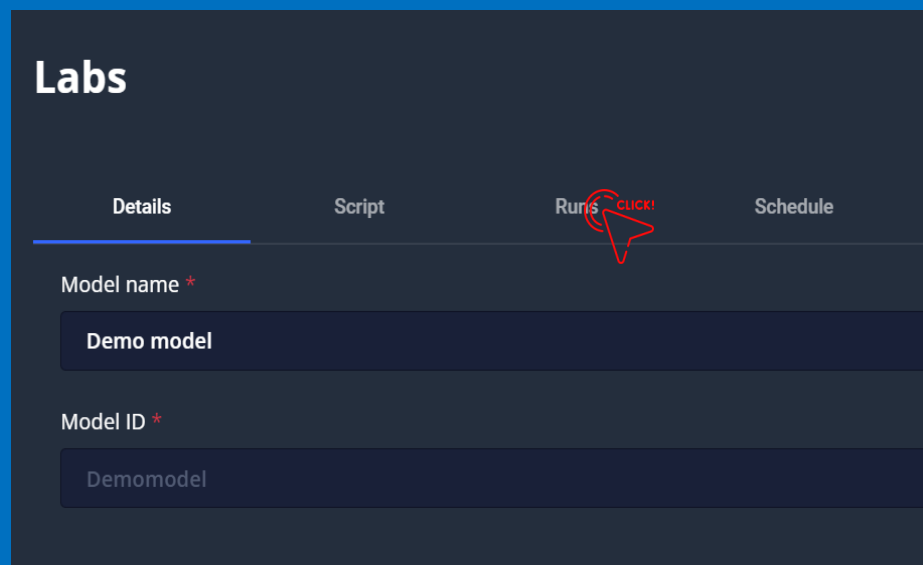 Labs
Details Script Runs CLICK! Schedule
Model name *
Demo model
Model ID *
Demomodel